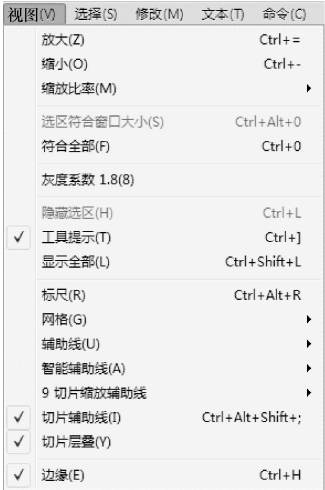 视图(V) 选择(S) 修改(M) 文本(T) 命令(C)
放大(Z) Ctrl+=
缩小(O) Ctrl+-
缩放比率(M)
选区符合窗口大小(S) Ctrl+Alt+0
符合全部(F) Ctrl+0
灰度系数 1.8(8)
隐藏选区(H) Ctrl+L
工具提示(T) Ctrl+]
显示全部(L) Ctrl+Shift+L
标尺(R) Ctrl+Alt+R
网格(G)
辅助线(U)
智能辅助线(A)
9 切片缩放辅助线
切片辅助线(I) Ctrl+Alt+Shift+;
切片层叠(Y)
边缘(E) Ctrl+H